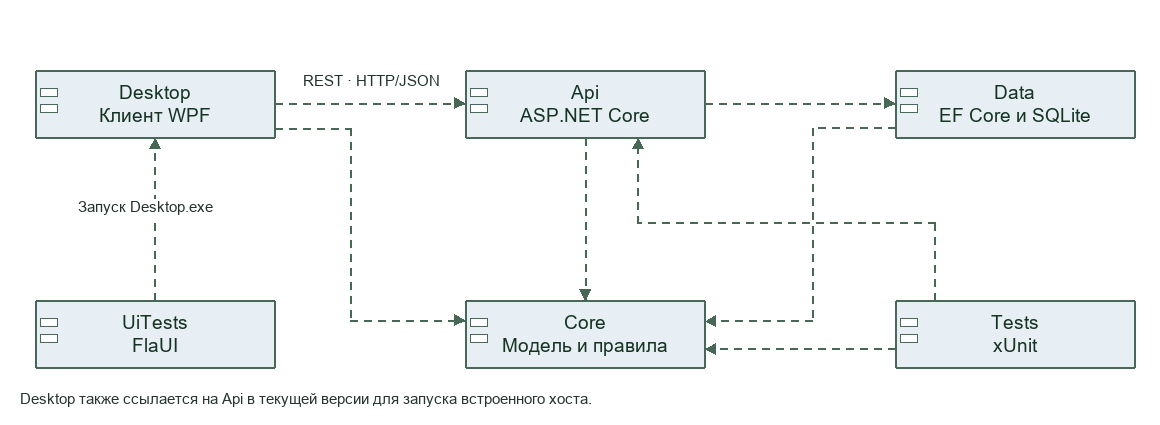 Desktop
Клиент WPF
REST · HTTP/JSON
Api
ASP.NET Core
Data
EF Core и SQLite
Запуск Desktop.exe
UiTests
FlaUI
Core
Модель и правила
Tests
xUnit
Desktop также ссылается на Api в текущей версии для запуска встроенного хоста.